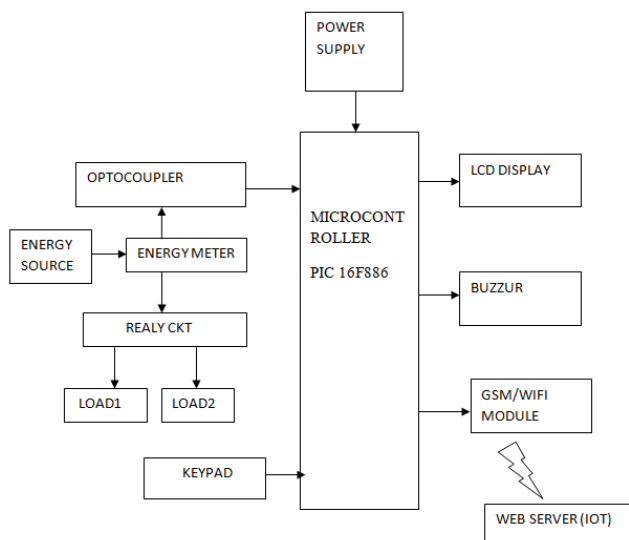 POWER
SUPPLY
OPTOCOUPLER
LCD DISPLAY
MICROCONT
ROLLER
PIC 16F886
ENERGY
SOURCE
ENERGY METER
BUZZUR
REALY CKT
LOAD1
LOAD2
GSM/WIFI
MODULE
KEYPAD
WEB SERVER (IOT)